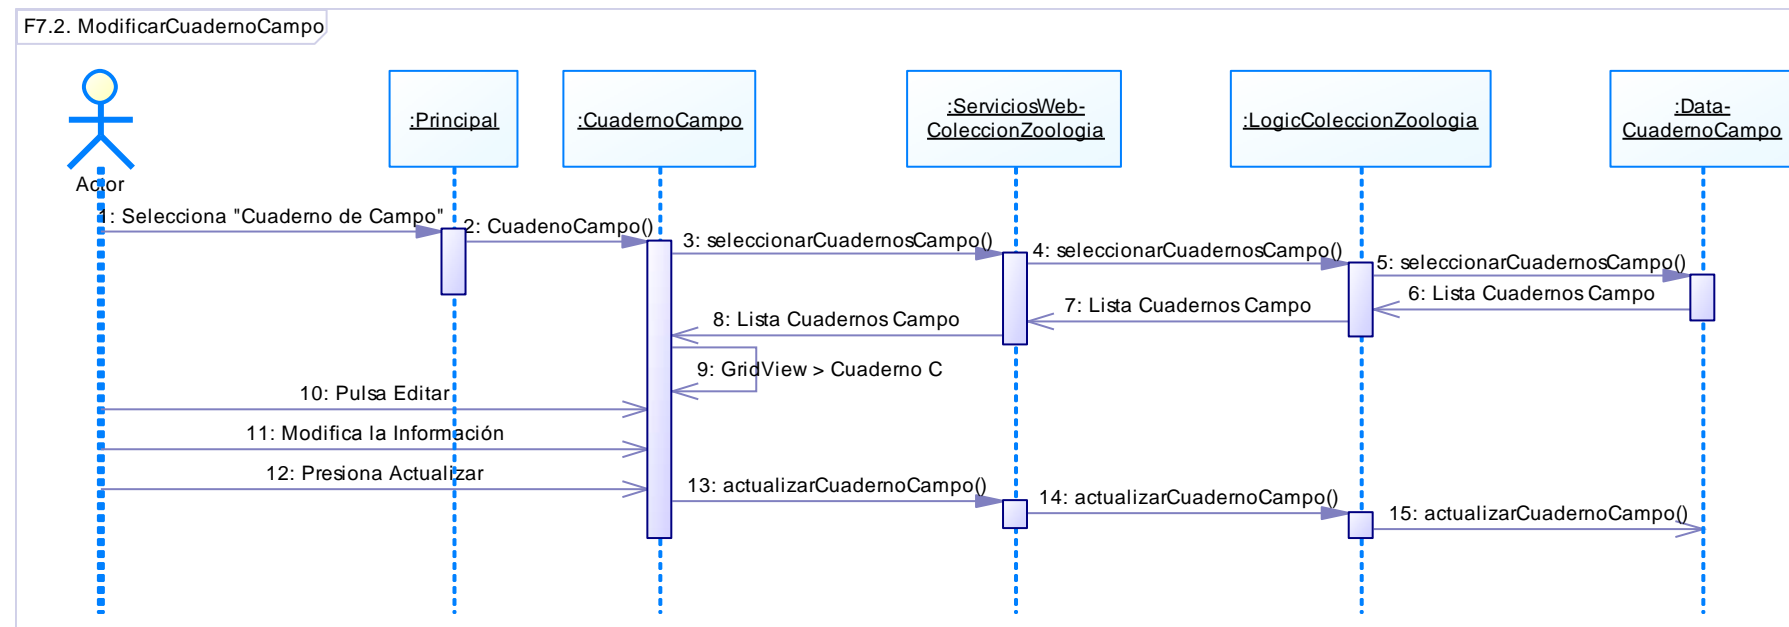 F7.2. ModificarCuadernoCampo
:Principal
:CuadernoCampo
:ServiciosWeb-
ColeccionZoologia
:LogicColeccionZoologia
:Data-
CuadernoCampo
Actor
1: Selecciona "Cuaderno de Campo"
2: CuadenoCampo()
3: seleccionarCuadernosCampo()
4: seleccionarCuadernosCampo()
5: seleccionarCuadernosCampo()
6: Lista Cuadernos Campo
7: Lista Cuadernos Campo
8: Lista Cuadernos Campo
9: GridView > Cuaderno C
10: Pulsa Editar
11: Modifica la Información
12: Presiona Actualizar
13: actualizarCuadernoCampo()
14: actualizarCuadernoCampo()
15: actualizarCuadernoCampo()